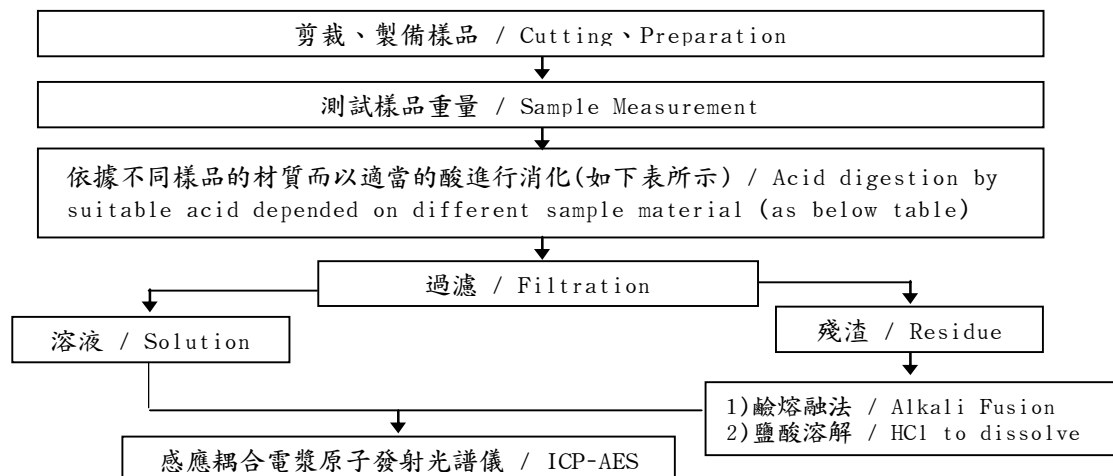 剪裁、製備樣品 / Cutting、Preparation
測試樣品重量 / Sample Measurement
依據不同樣品的材質而以適當的酸進行消化(如下表所示) / Acid digestion by
suitable acid depended on different sample material (as below table)
過濾 / Filtration
溶液 / Solution
殘渣 / Residue
1)鹼熔融法 / Alkali Fusion
2)鹽酸溶解 / HCl to dissolve
感應耦合電漿原子發射光譜儀 / ICP-AES